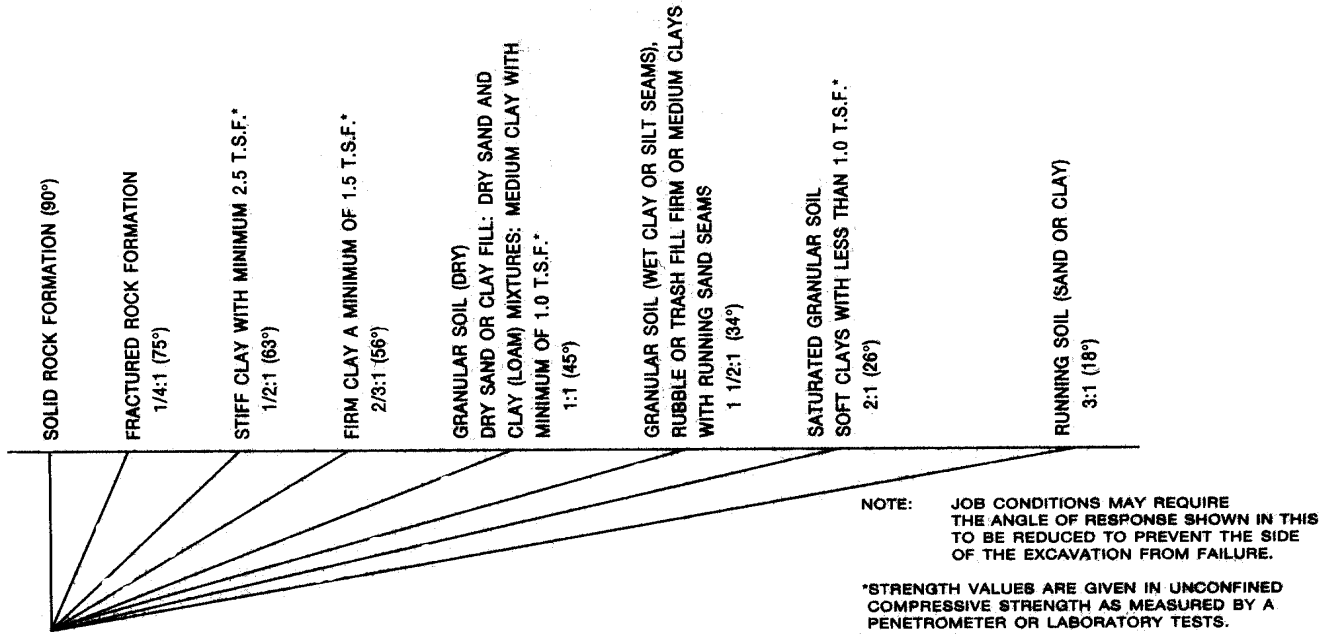 SOLID ROCK FORMATION (90°)
FRACTURED ROCK FORMATION
1/4:1 (75°)
STIFF CLAY WITH MINIMUM 2.5 T.S.F.*
1/2:1 (63°)
FIRM CLAY A MINIMUM OF 1.5 T.S.F.*
2/3:1 (56°)
GRANULAR SOIL (DRY)
DRY SAND OR CLAY FILL: DRY SAND AND
CLAY (LOAM) MIXTURES: MEDIUM CLAY WITH
MINIMUM OF 1.0 T.S.F.*
1:1 (45°)
GRANULAR SOIL (WET CLAY OR SILT SEAMS),
RUBBLE OR TRASH FILL FIRM OR MEDIUM CLAYS
WITH RUNNING SAND SEAMS
1 1/2:1 (34°)
SATURATED GRANULAR SOIL
SOFT CLAYS WITH LESS THAN 1.0 T.S.F.*
2:1 (26°)
RUNNING SOIL (SAND OR CLAY)
3:1 (18°)
NOTE: JOB CONDITIONS MAY REQUIRE
THE ANGLE OF RESPONSE SHOWN IN THIS
TO BE REDUCED TO PREVENT THE SIDE
OF THE EXCAVATION FROM FAILURE.
*STRENGTH VALUES ARE GIVEN IN UNCONFINED
COMPRESSIVE STRENGTH AS MEASURED BY A
PENETROMETER OR LABORATORY TESTS.